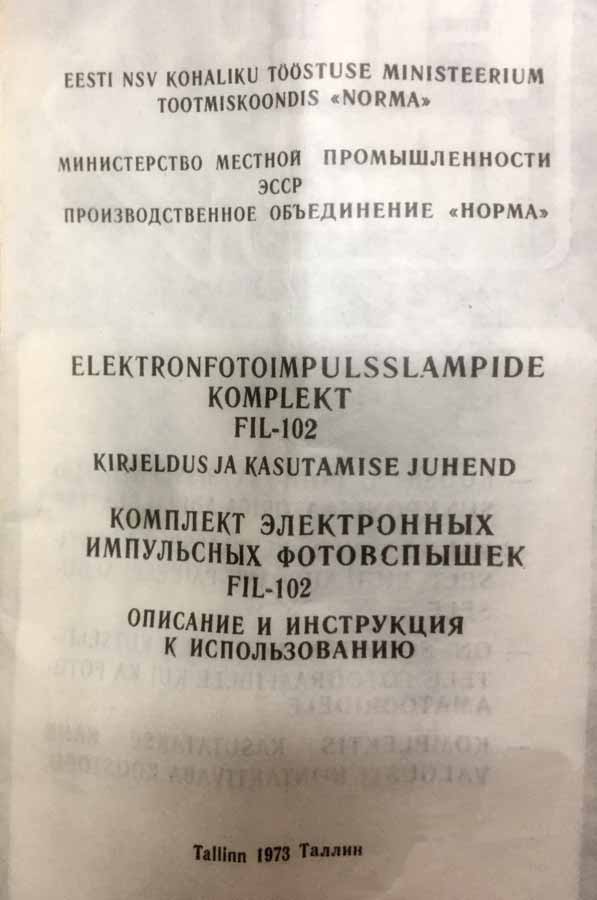 EESTI NSV KOHALIKU TÖÖSTUSE MINISTEERIUM
TOOTMISKOONDIS «NORMA»
МИНИСТЕРСТВО МЕСТНОЙ ПРОМЫШЛЕННОСТИ
ЭССР
ПРОИЗВОДСТВЕННОЕ ОБЪЕДИНЕНИЕ «НОРМА»
ELEKTRONFOTOIMPULSSLAMPIDE
KOMPLEKT
FIL-102
KIRJELDUS JA KASUTAMISE JUHEND
КОМПЛЕКТ ЭЛЕКТРОННЫХ
ИМПУЛЬСНЫХ ФОТОВСПЫШЕК
FIL-102
ОПИСАНИЕ И ИНСТРУКЦИЯ
К ИСПОЛЬЗОВАНИЮ
Tallinn 1973 Таллин